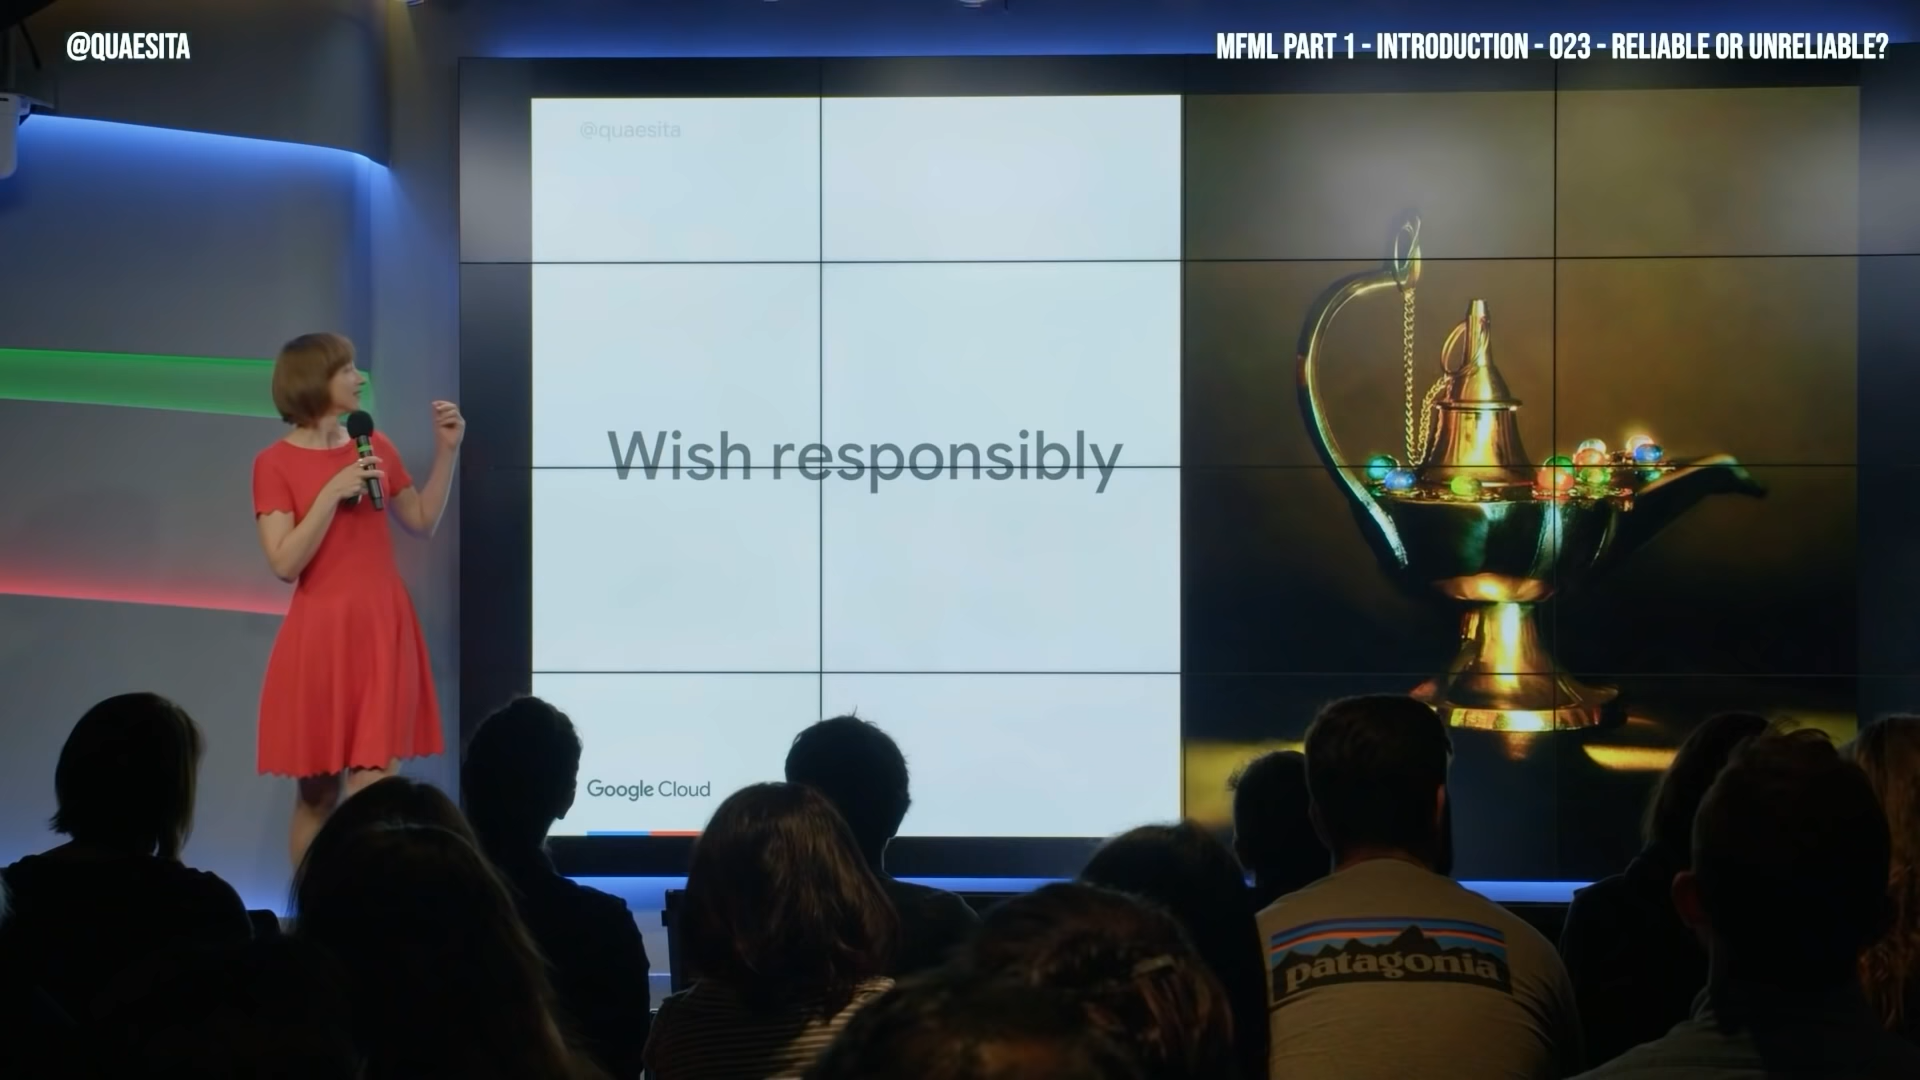 @QUAESITA
MFML PART 1 - INTRODUCTION - 023 - RELIABLE OR UNRELIABLE?
@quaesita
Wish responsibly
Google Cloud
patagonia